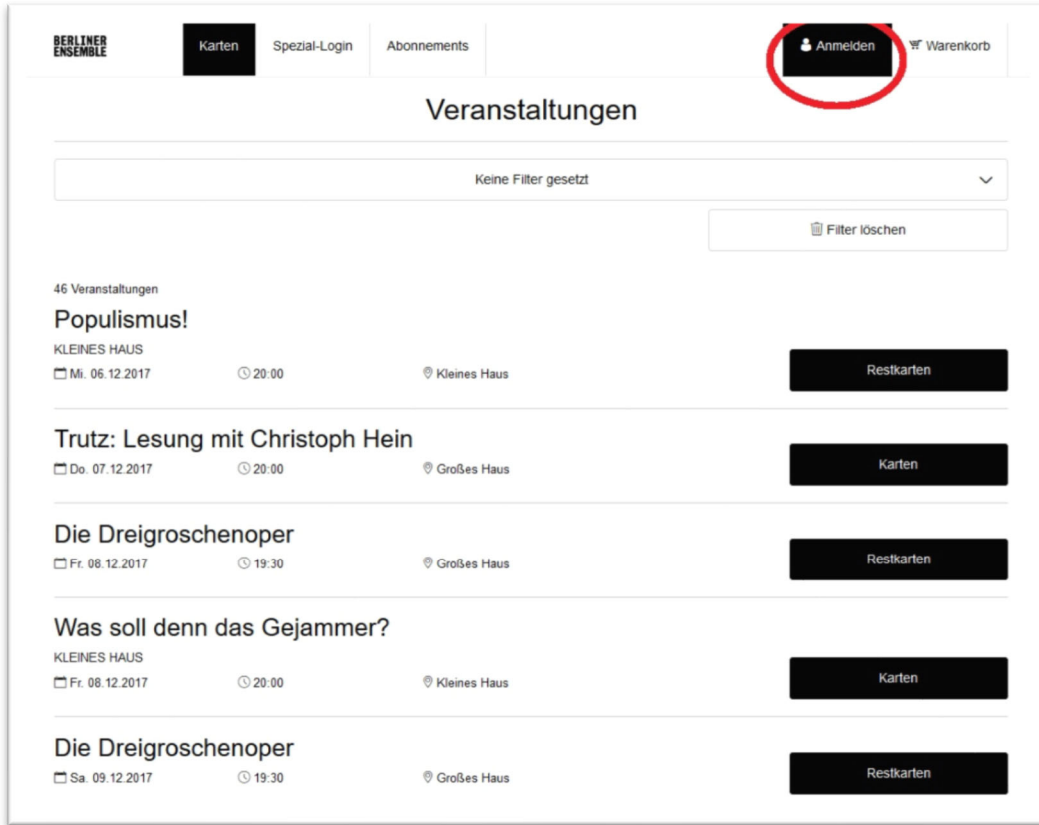 BERLINER
ENSEMBLE
Karten Spezial-Login Abonnements Anmelden Warenkorb
Veranstaltungen
Keine Filter gesetzt
Filter löschen
46 Veranstaltungen
Populismus!
KLEINES HAUS
Mi. 06.12.2017 20:00 Kleines Haus Restkarten
Trutz: Lesung mit Christoph Hein
Do. 07.12.2017 20:00 Großes Haus Karten
Die Dreigroschenoper
Fr. 08.12.2017 19:30 Großes Haus Restkarten
Was soll denn das Gejammer?
KLEINES HAUS
Fr. 08.12.2017 20:00 Kleines Haus Karten
Die Dreigroschenoper
Sa. 09.12.2017 19:30 Großes Haus Restkarten